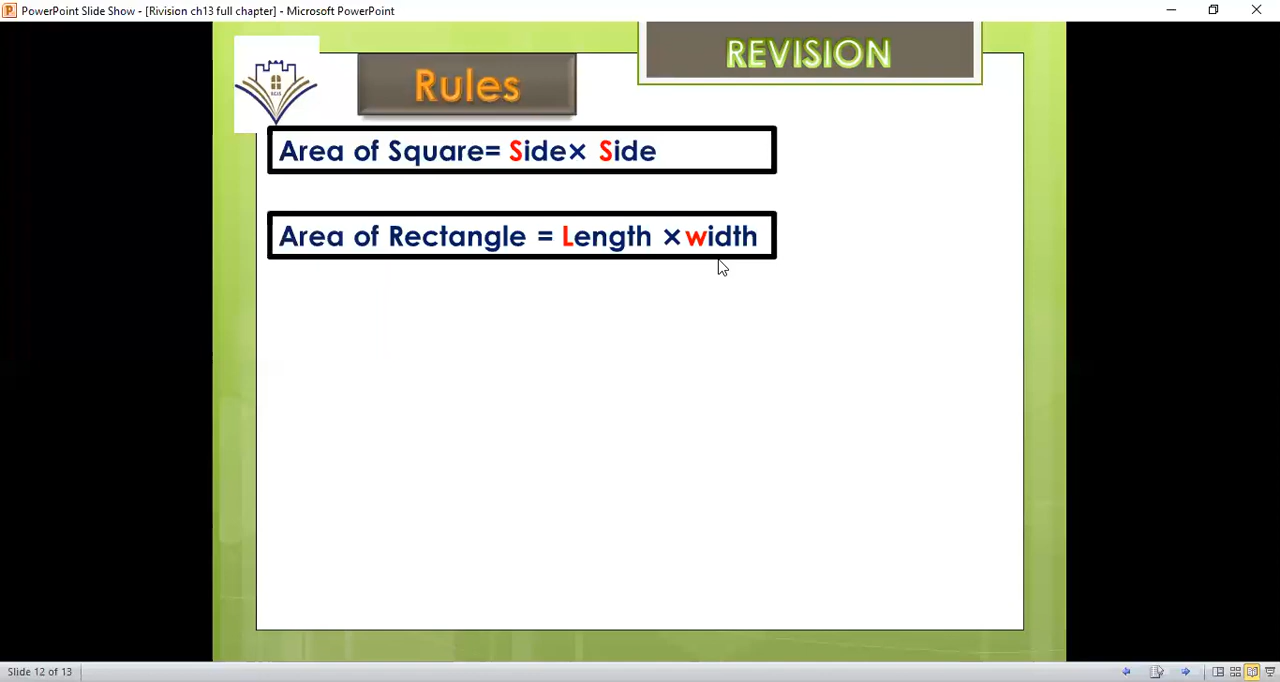 PowerPoint Slide Show - [Rivision ch13 full chapter] - Microsoft PowerPoint
REVISION
Rules
Area of Square= Side× Side
Area of Rectangle = Length ×width
Slide 12 of 13